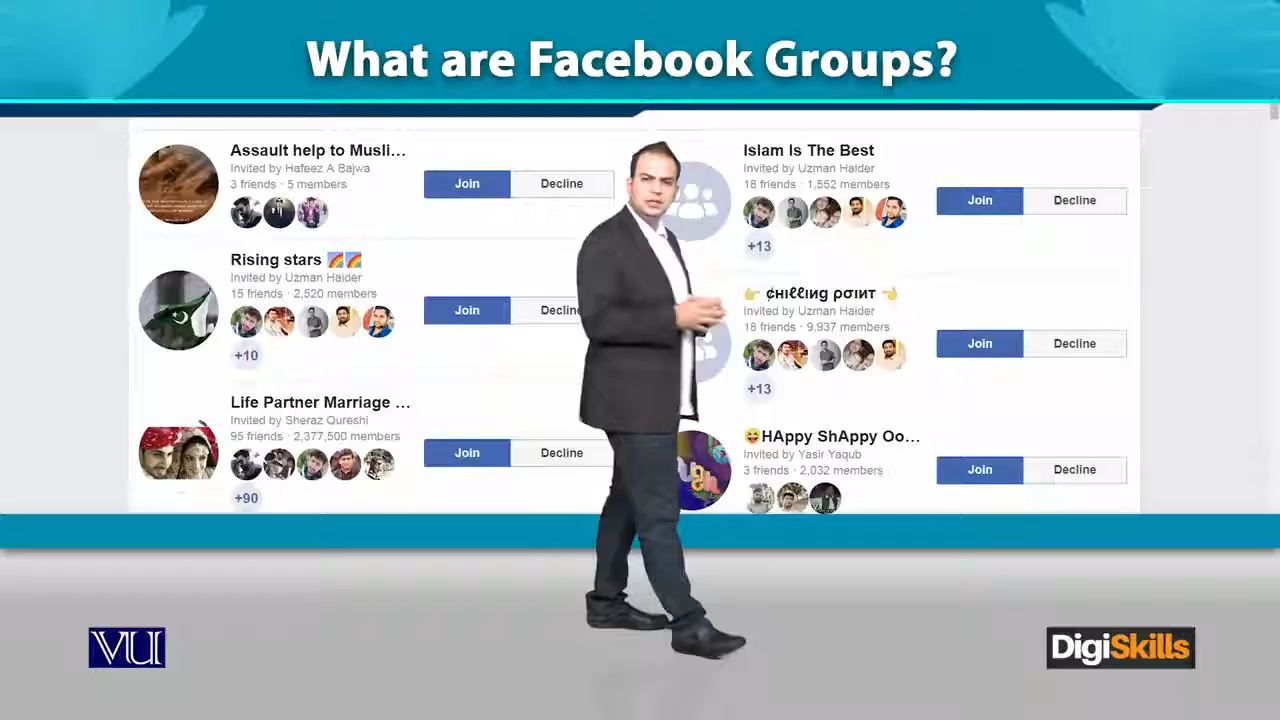 What are Facebook Groups?
Assault help to Musli...
Invited by Hafeez A Bajwa
3 friends · 5 members
Join
Decline
Rising stars 🌈🌈
Invited by Uzman Haider
15 friends · 2,520 members
+10
Join
Declin
Life Partner Marriage ...
Invited by Sheraz Qureshi
95 friends · 2,377,500 members
+90
Join
Decline
Islam Is The Best
Invited by Uzman Haider
18 friends · 1,552 members
+13
Join
Decline
👉 ¢нιℓℓιиg ρσιит 👈
Invited by Uzman Haider
18 friends · 9,937 members
+13
Join
Decline
😝HAppy ShAppy Oo...
Invited by Yasir Yaqub
3 friends · 2,032 members
Join
Decline
VU
DigiSkills